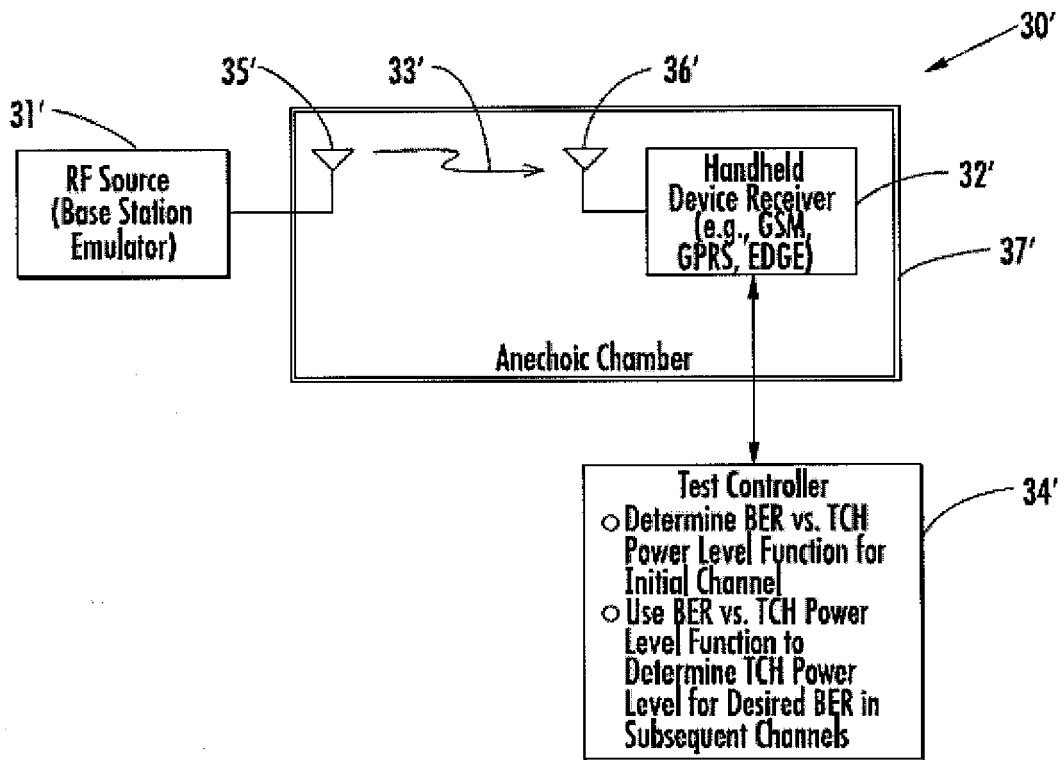 30'
35'
33'
36'
31'
RF Source
(Base Station
Emulator)
Handheld
Device Receiver
(e.g., GSM,
GPRS, EDGE)
32'
37'
Anechoic Chamber
Test Controller
○ Determine BER vs. TCH
Power Level Function for
Initial Channel
○ Use BER vs. TCH Power
Level Function to
Determine TCH Power
Level for Desired BER in
Subsequent Channels
34'